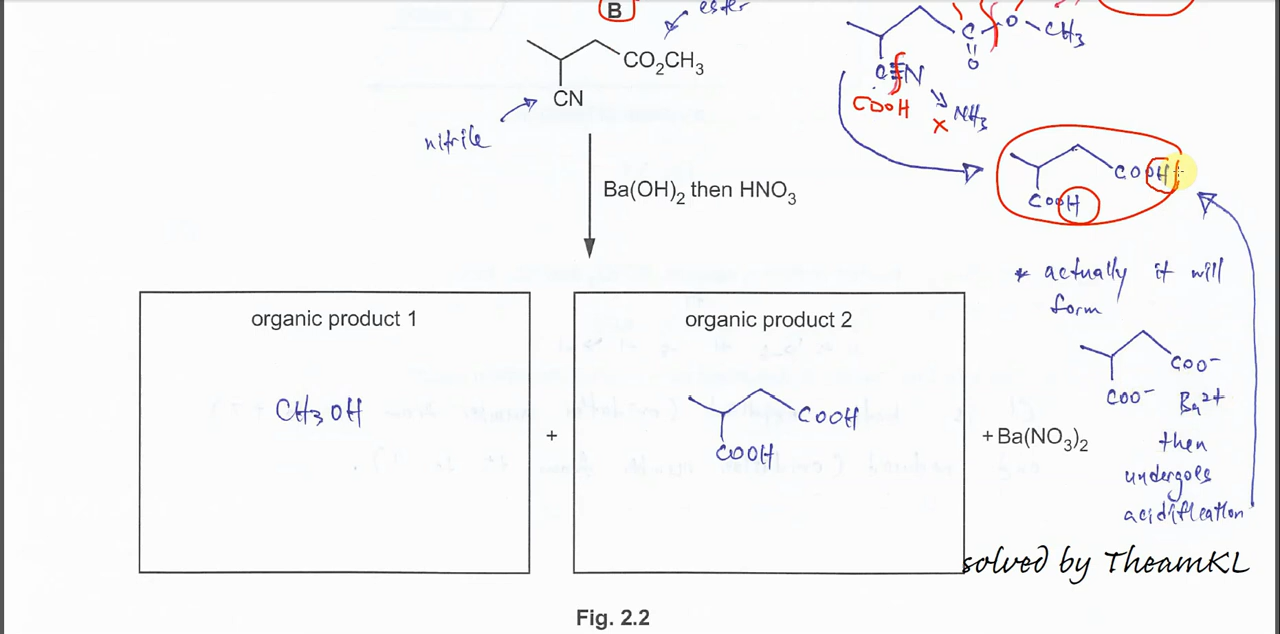 B
ester
CO₂CH₃
CN
nitrile
C O CH₃
O
C≡N
COOH
NH₃
x
COOH
COOH
Ba(OH)₂ then HNO₃
* actually it will
form
COO⁻
COO⁻ Ba²⁺
then
undergoes
acidification
organic product 1
CH₃OH
+
organic product 2
COOH
COOH
+ Ba(NO₃)₂
solved by TheamKL
Fig. 2.2